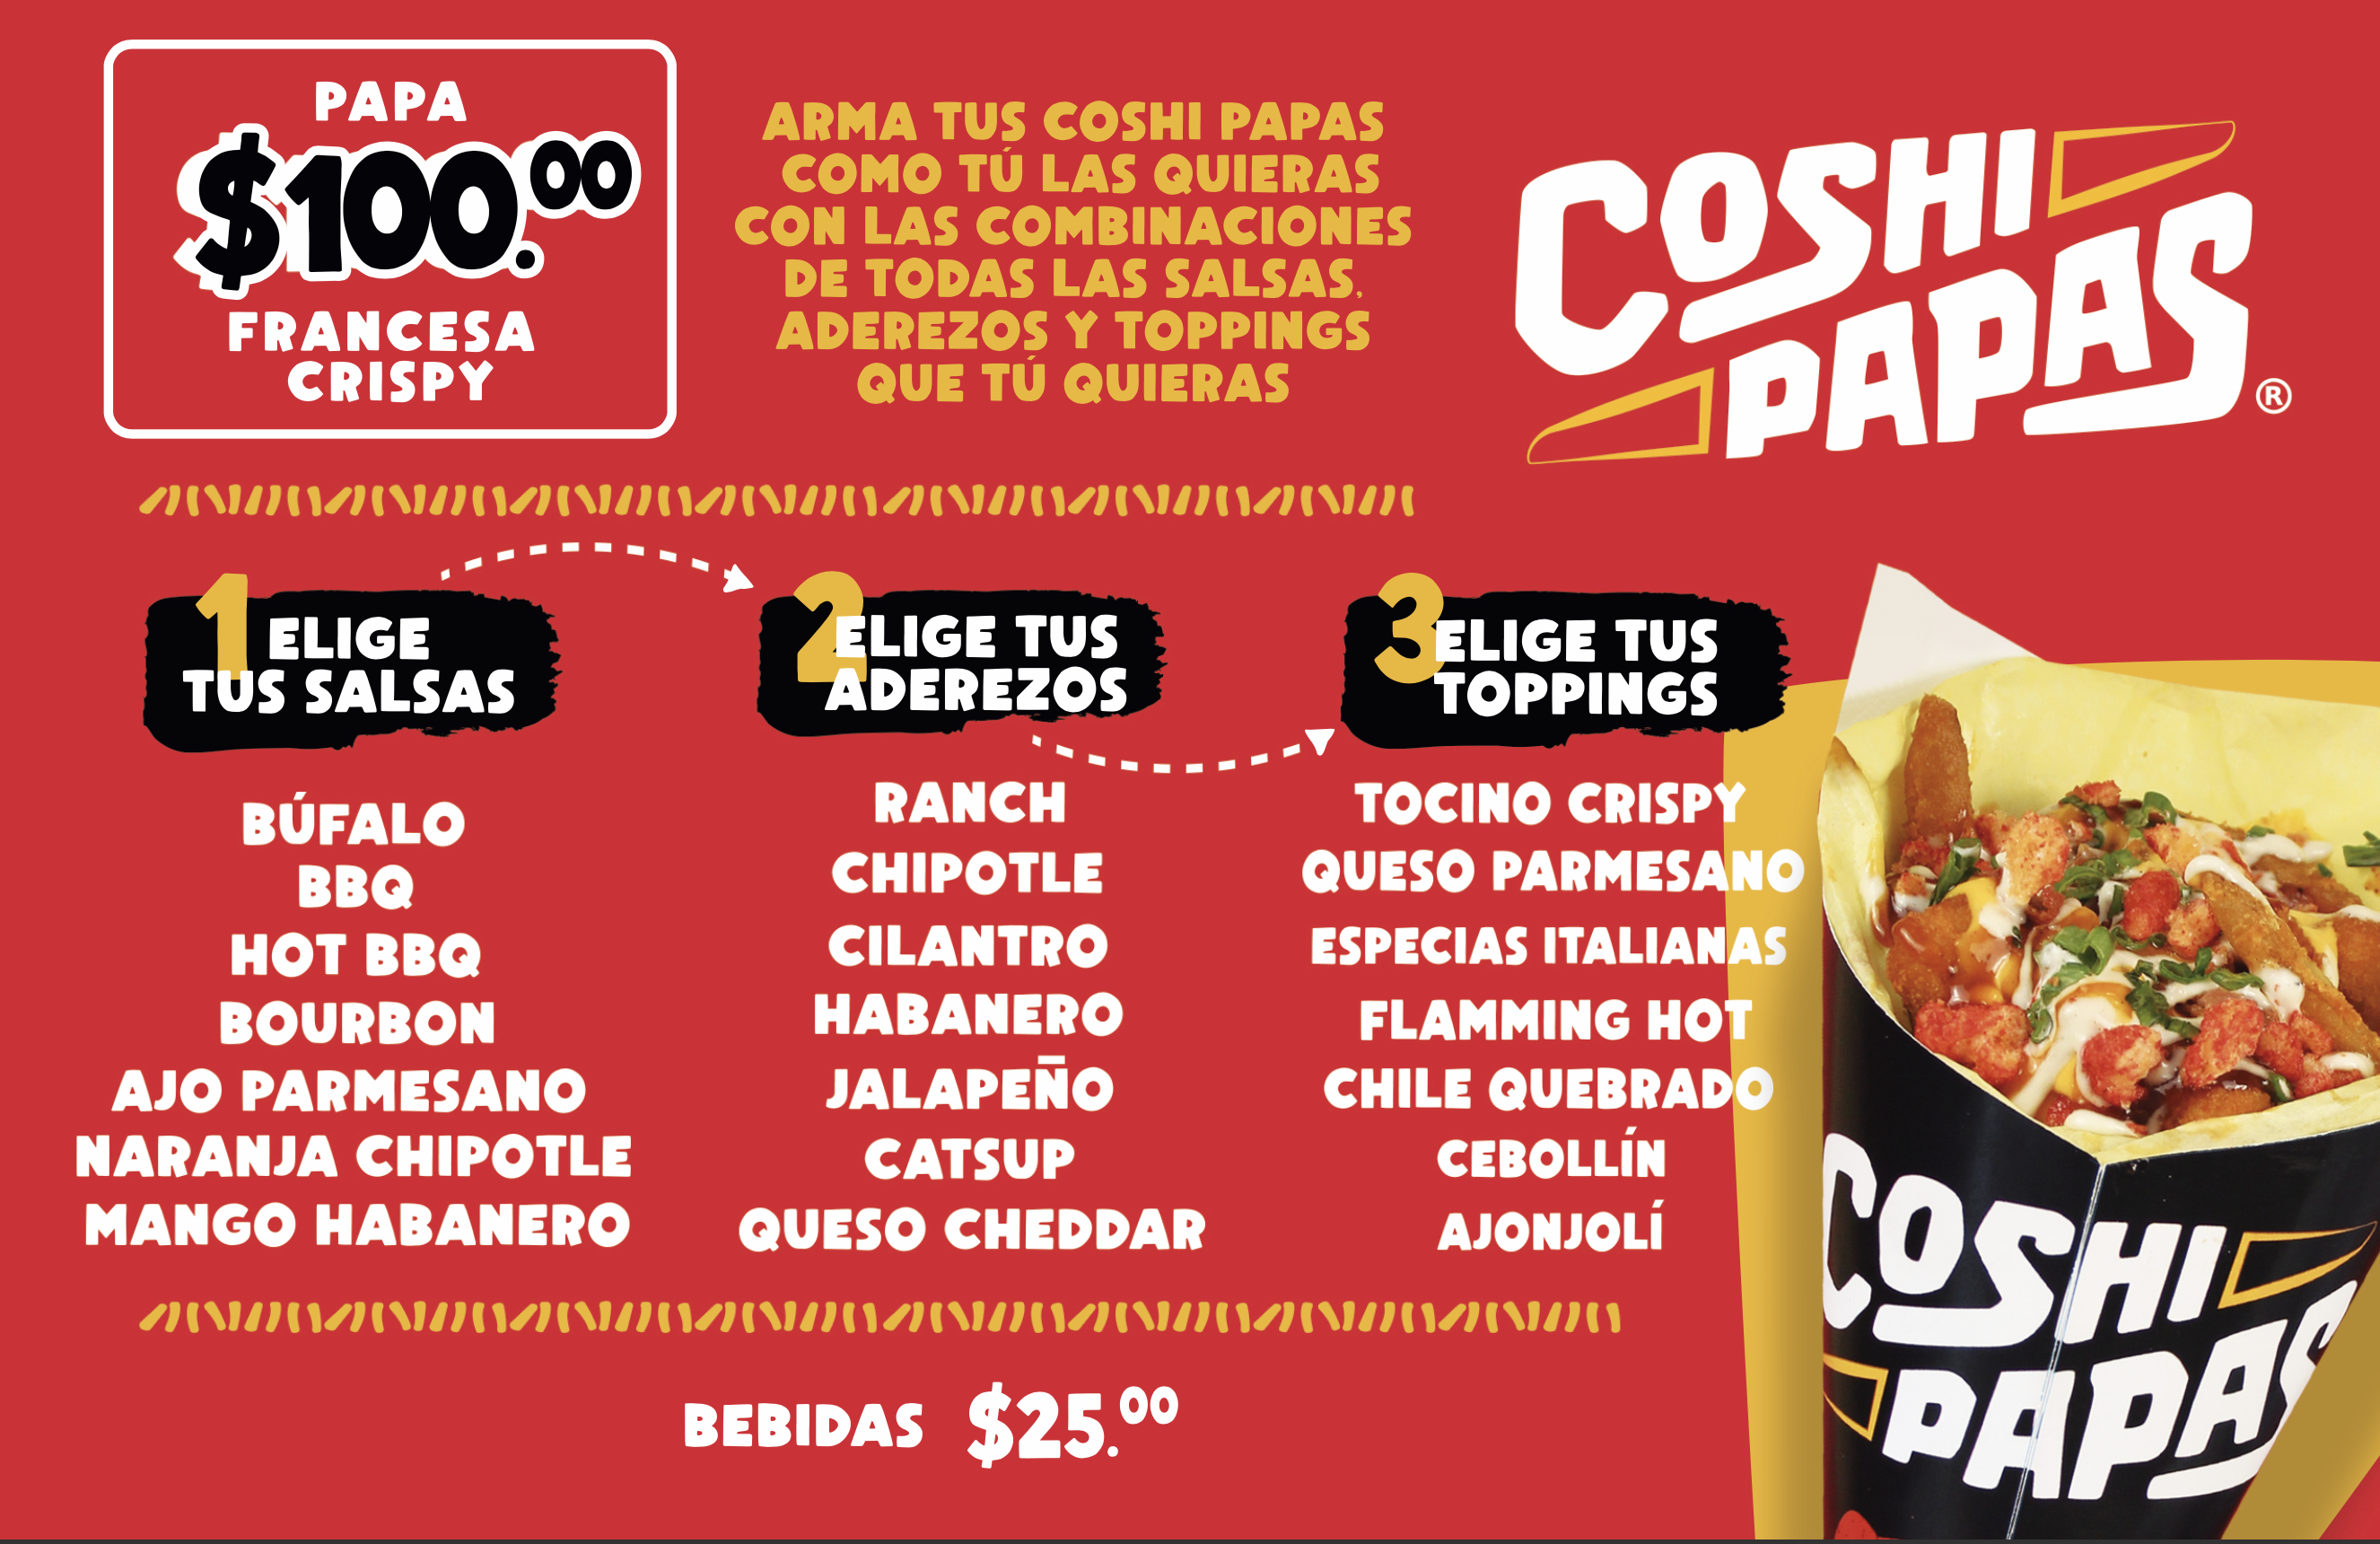 PAPA
$100.00
FRANCESA
CRISPY
ARMA TUS COSHI PAPAS
COMO TÚ LAS QUIERAS
CON LAS COMBINACIONES
DE TODAS LAS SALSAS,
ADEREZOS Y TOPPINGS
QUE TÚ QUIERAS
COSHI
PAPAS®
1 ELIGE
TUS SALSAS
BÚFALO
BBQ
HOT BBQ
BOURBON
AJO PARMESANO
NARANJA CHIPOTLE
MANGO HABANERO
2 ELIGE TUS
ADEREZOS
RANCH
CHIPOTLE
CILANTRO
HABANERO
JALAPEÑO
CATSUP
QUESO CHEDDAR
3 ELIGE TUS
TOPPINGS
TOCINO CRISPY
QUESO PARMESANO
ESPECIAS ITALIANAS
FLAMMING HOT
CHILE QUEBRADO
CEBOLLÍN
AJONJOLÍ
BEBIDAS $25.00
COSHI
PAPAS